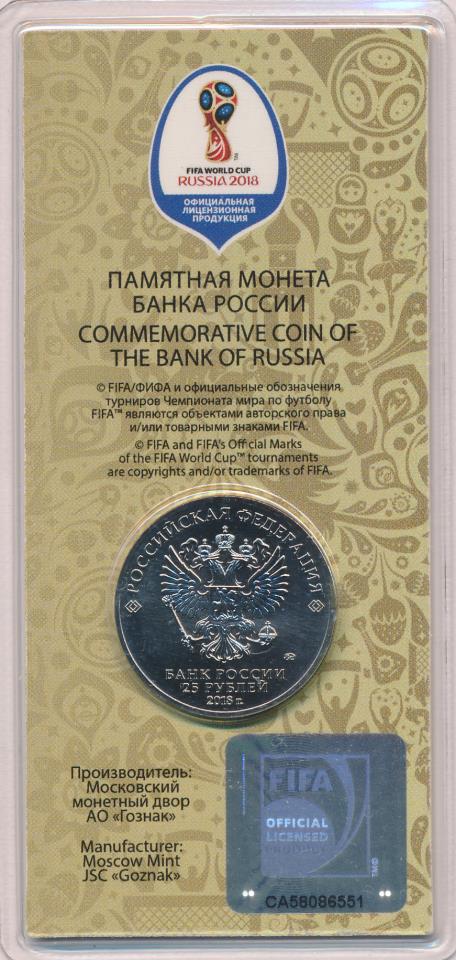 FIFA WORLD CUP
RUSSIA 2018
ОФИЦИАЛЬНАЯ
ЛИЦЕНЗИОННАЯ
ПРОДУКЦИЯ
ПАМЯТНАЯ МОНЕТА
БАНКА РОССИИ
COMMEMORATIVE COIN OF
THE BANK OF RUSSIA
© FIFA/ФИФА и официальные обозначения
турниров Чемпионата мира по футболу
FIFA™ являются объектами авторского права
и/или товарными знаками FIFA.
© FIFA and FIFA's Official Marks
of the FIFA World Cup™ tournaments
are copyrights and/or trademarks of FIFA.
РОССИЙСКАЯ ФЕДЕРАЦИЯ
БАНК РОССИИ
25 РУБЛЕЙ
2018 г.
Производитель:
Московский
монетный двор
АО «Гознак»
Manufacturer:
Moscow Mint
JSC «Goznak»
FIFA
OFFICIAL
LICENSED
PRODUCT
TM©
CA58086551